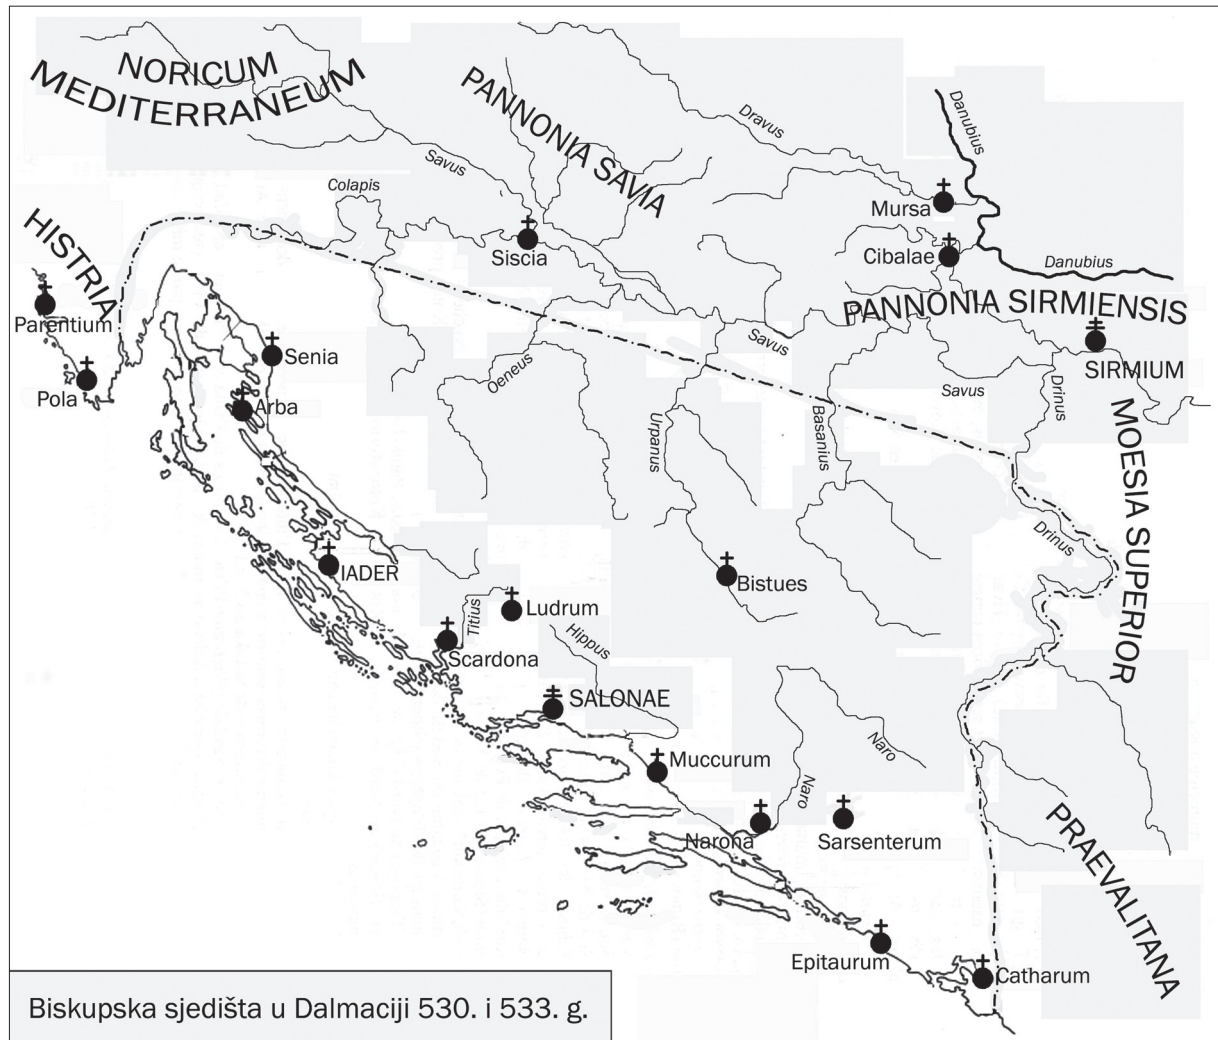 NORICUM
MEDITERRANEUM
PANNONIA SAVIA
Dravus
Danubius
Savus
Colapis
Mursa
HISTRIA
Siscia
Cibalae
Danubius
PANNONIA SIRMIENSIS
Parentium
Senia
Savus
SIRMIUM
Pola
Arba
Oeneus
Savus
Drinus
Urpanus
Basanius
MOESIA SUPERIOR
Drinus
IADER
Bistues
Ludrum
Titius
Hippus
Scardona
SALONAE
Muccurum
Naro
Naro
Narona
Sarsenterum
PRAEVALITANA
Epitaurum
Catharum
Biskupska sjedišta u Dalmaciji 530. i 533. g.